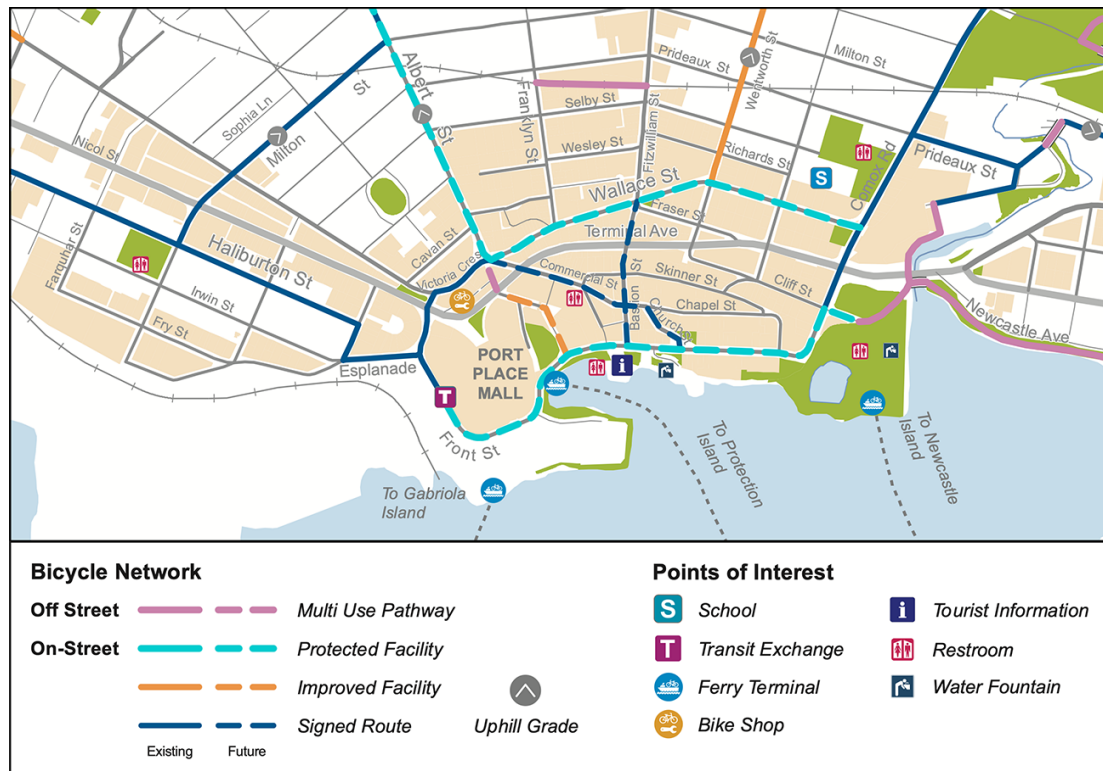 Albert
St
Milton
St
Sophia Ln
Nicol St
Haliburton St
Farquhar St
Irwin St
Fry St
Esplanade
Cavan St
Victoria Cres
Franklyn St
Selby St
Wesley St
Fitzwilliam St
Prideaux St
Wentworth St
Milton St
Richards St
Wallace St
Fraser St
Terminal Ave
Comox Rd
Prideaux St
S
Commercial St
Bastion St
Skinner St
Church St
Chapel St
Cliff St
Newcastle Ave
PORT
PLACE
MALL
T
i
Front St
To Gabriola
Island
To Protection
Island
To Newcastle
Island
Bicycle Network
Off Street
Multi Use Pathway
On-Street
Protected Facility
Improved Facility
Signed Route
Existing
Future
Uphill Grade
Points of Interest
S
School
T
Transit Exchange
Ferry Terminal
Bike Shop
i
Tourist Information
Restroom
Water Fountain